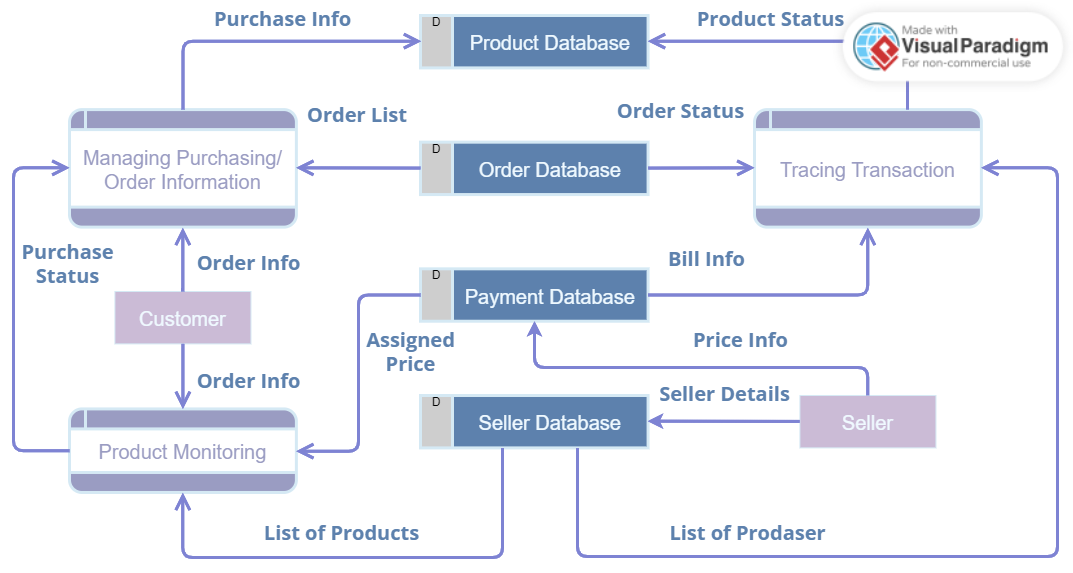 Purchase Info
D
Product Database
Product Status
Made with
Visual Paradigm
For non-commercial use
Order List
Order Status
Managing Purchasing/
Order Information
D
Order Database
Tracing Transaction
Purchase
Status
Order Info
Bill Info
D
Payment Database
Customer
Assigned
Price
Price Info
Order Info
Seller Details
D
Seller Database
Seller
Product Monitoring
List of Products
List of Prodaser